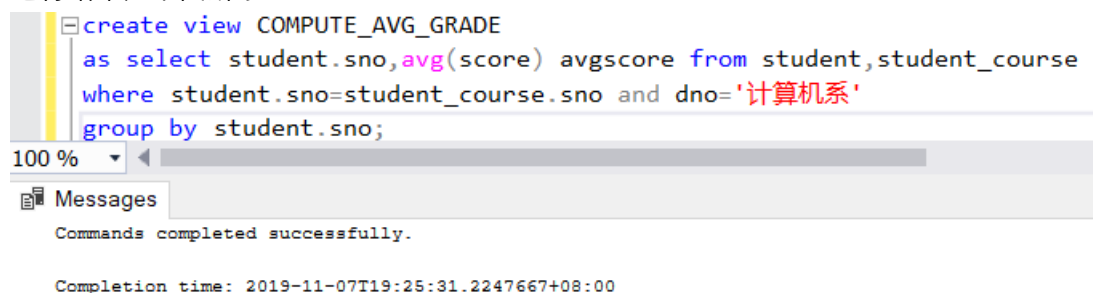 create view COMPUTE_AVG_GRADE
as select student.sno,avg(score) avgscore from student,student_course
where student.sno=student_course.sno and dno='计算机系'
group by student.sno;
100 %
Messages
Commands completed successfully.
Completion time: 2019-11-07T19:25:31.2247667+08:00